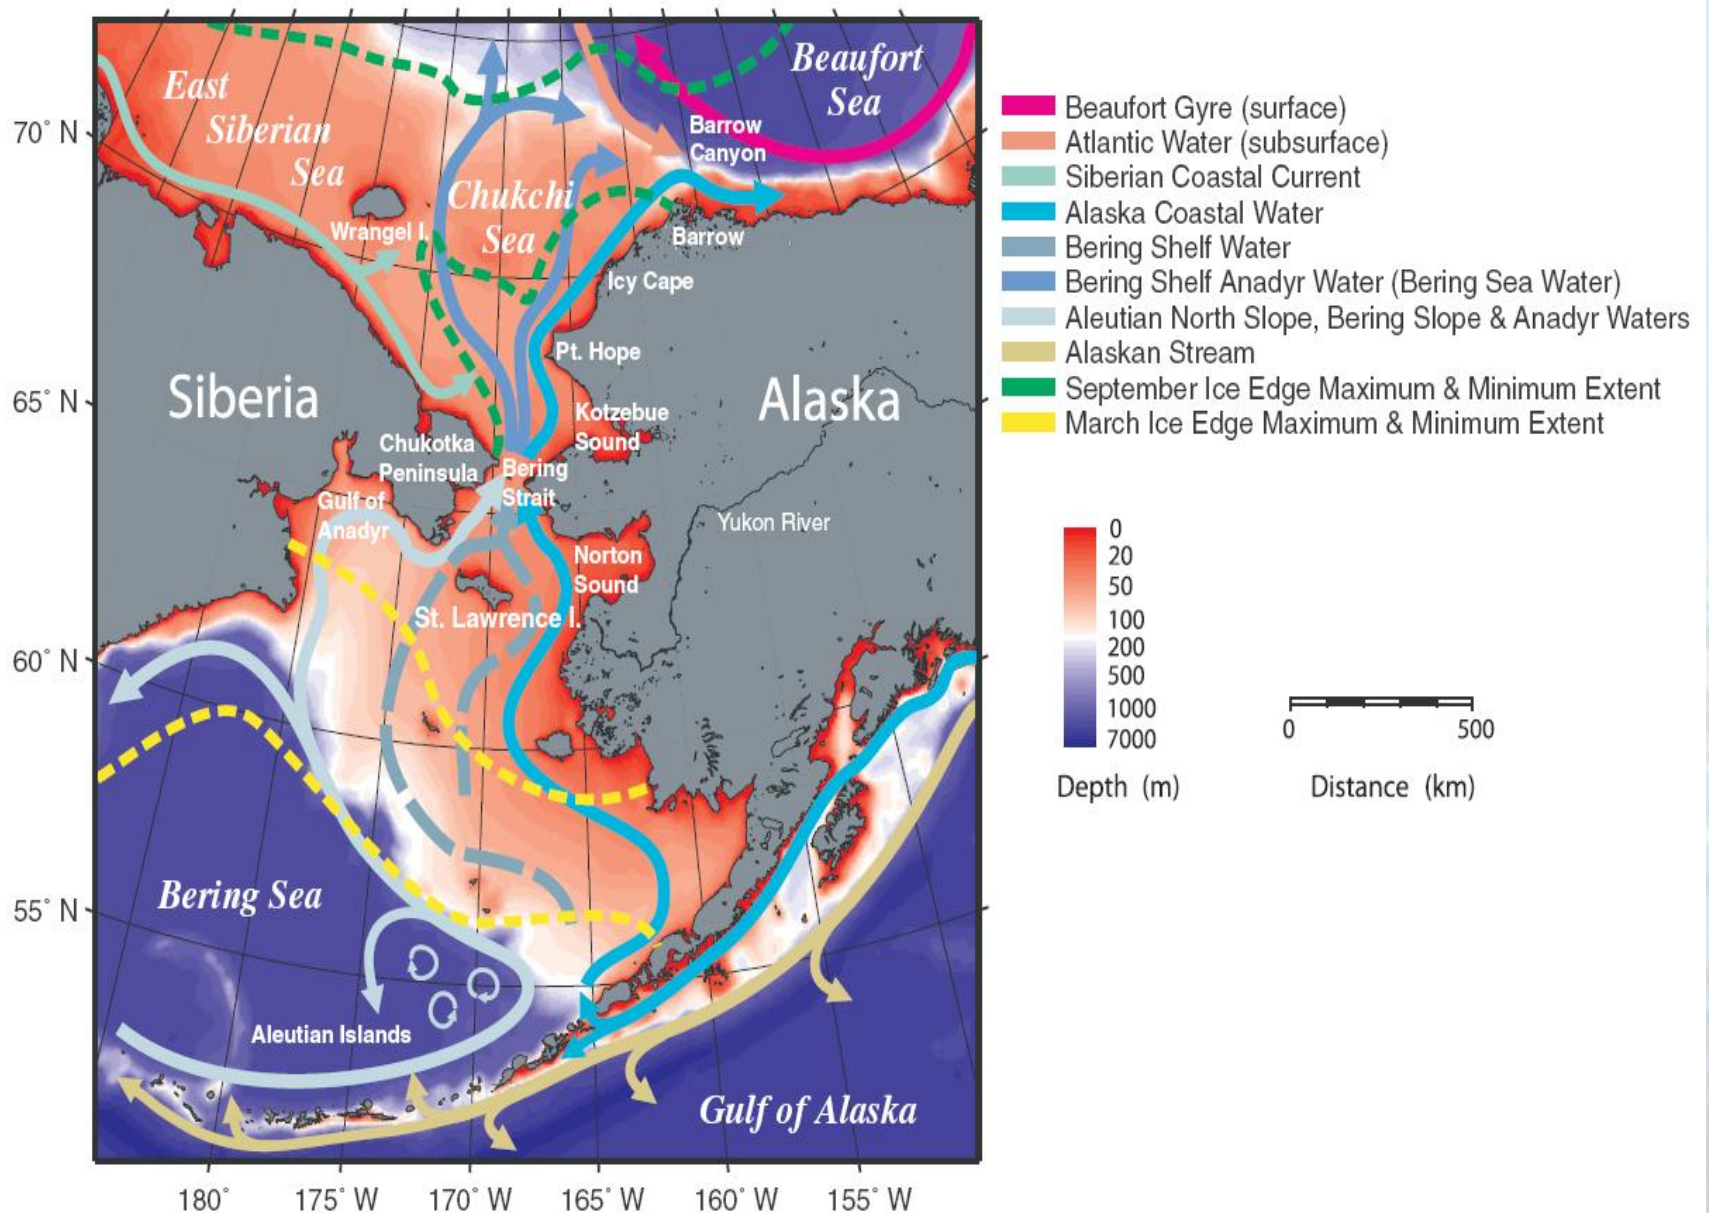 East
Siberian
Sea
Beaufort
Sea
Barrow
Canyon
Chukchi
Sea
Wrangel I.
Barrow
Icy Cape
Pt. Hope
Siberia
Alaska
Kotzebue
Sound
Chukotka
Peninsula
Bering
Strait
Gulf of
Anadyr
Yukon River
Norton
Sound
St. Lawrence I.
Bering Sea
Aleutian Islands
Gulf of Alaska
70° N
65° N
60° N
55° N
180°
175° W
170° W
165° W
160° W
155° W
Beaufort Gyre (surface)
Atlantic Water (subsurface)
Siberian Coastal Current
Alaska Coastal Water
Bering Shelf Water
Bering Shelf Anadyr Water (Bering Sea Water)
Aleutian North Slope, Bering Slope & Anadyr Waters
Alaskan Stream
September Ice Edge Maximum & Minimum Extent
March Ice Edge Maximum & Minimum Extent
0
20
50
100
200
500
1000
7000
Depth (m)
0 500
Distance (km)